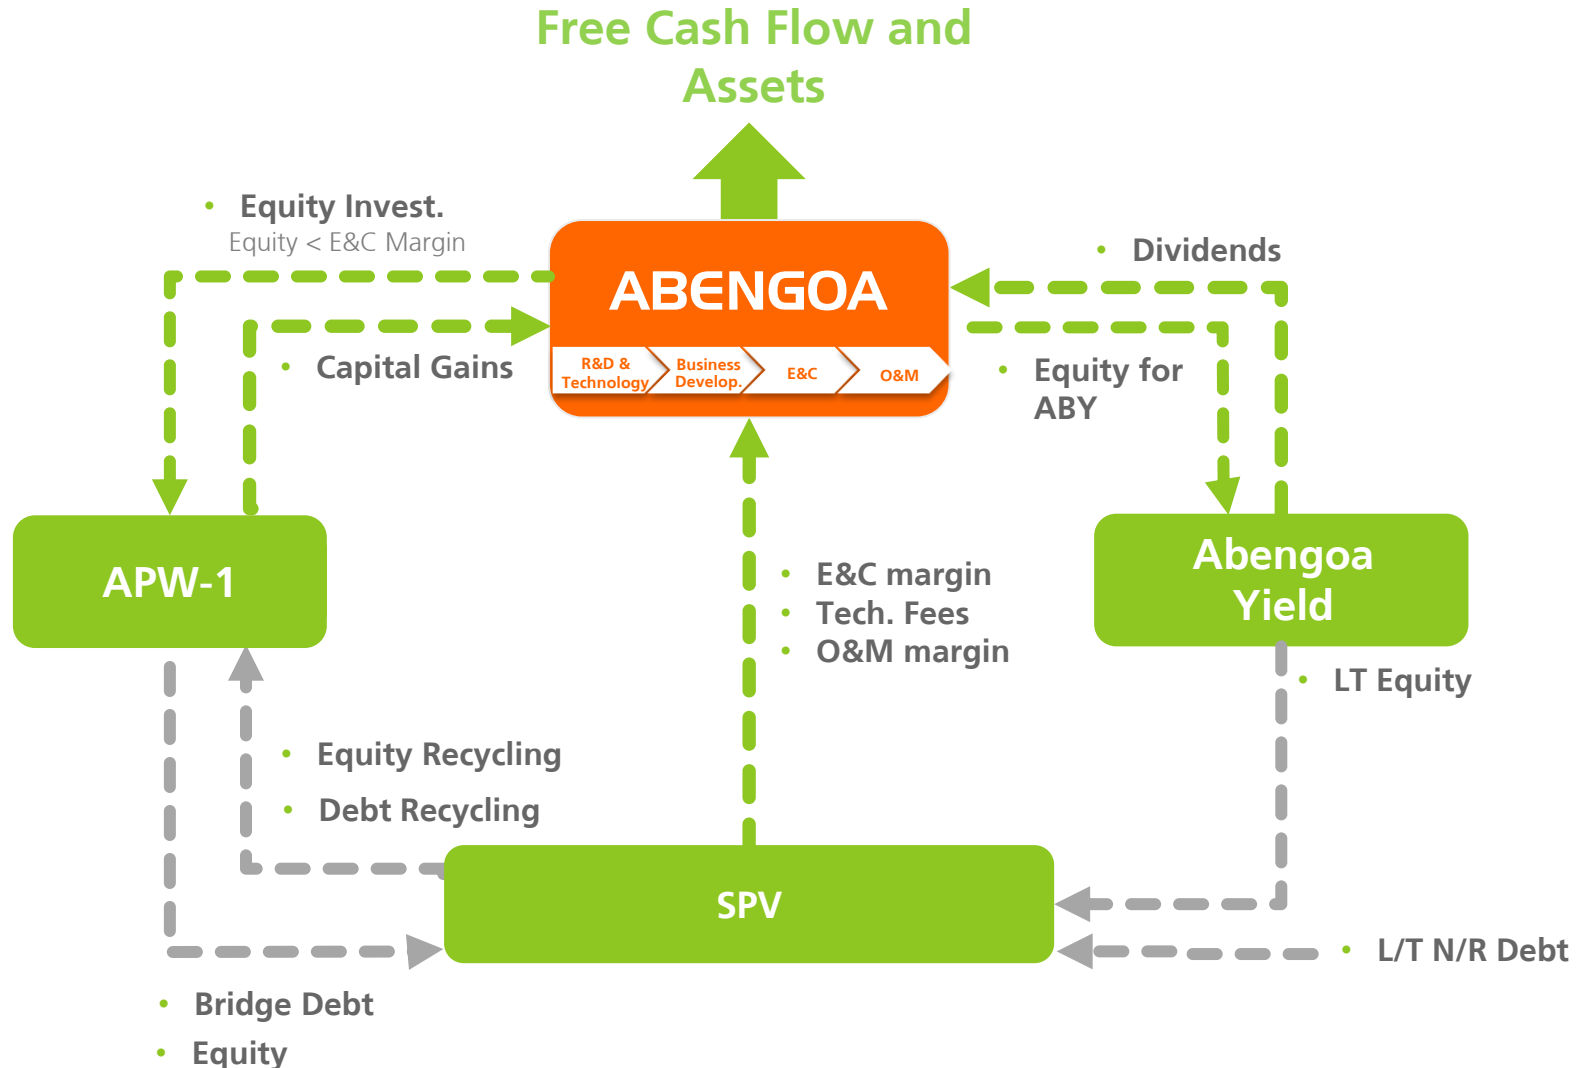 Free Cash Flow and
Assets
• Equity Invest.
Equity < E&C Margin
• Dividends
ABENGOA
• Capital Gains
R&D &
Technology
Business
Develop.
E&C
O&M
• Equity for
ABY
APW-1
Abengoa
Yield
• E&C margin
• Tech. Fees
• O&M margin
• LT Equity
• Equity Recycling
• Debt Recycling
SPV
• L/T N/R Debt
• Bridge Debt
• Equity